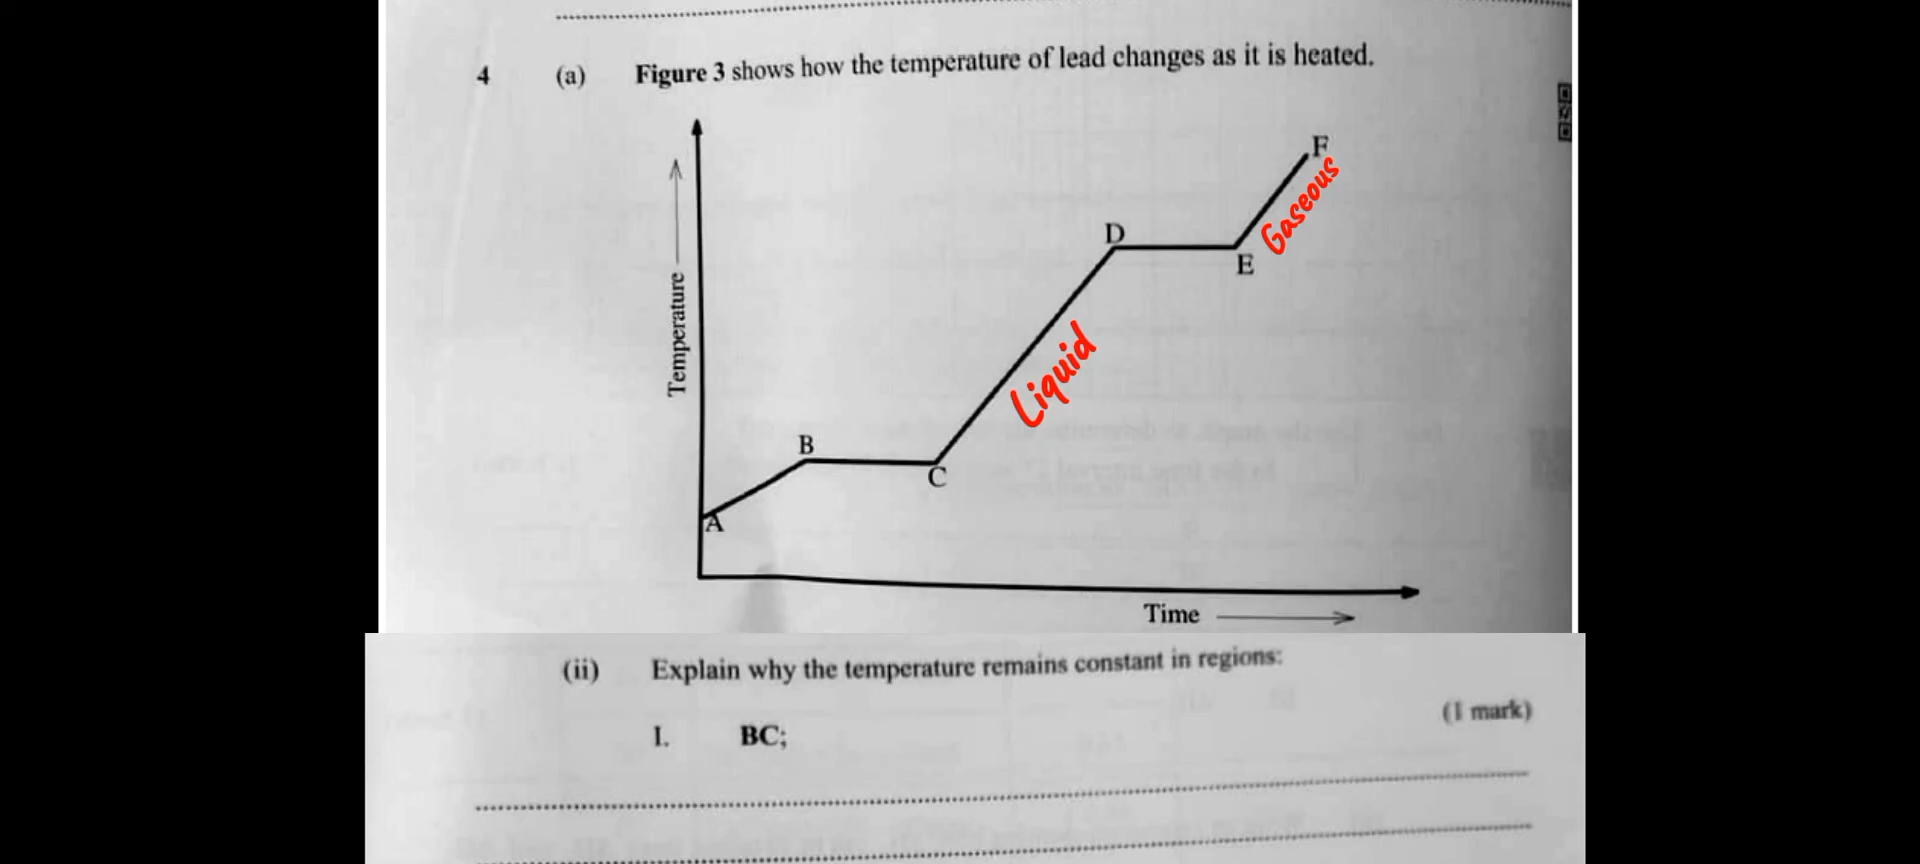 4 (a) Figure 3 shows how the temperature of lead changes as it is heated.
F
Gaseous
D
E
Temperature
Liquid
B
C
A
Time
(ii) Explain why the temperature remains constant in regions:
(1 mark)
I. BC;